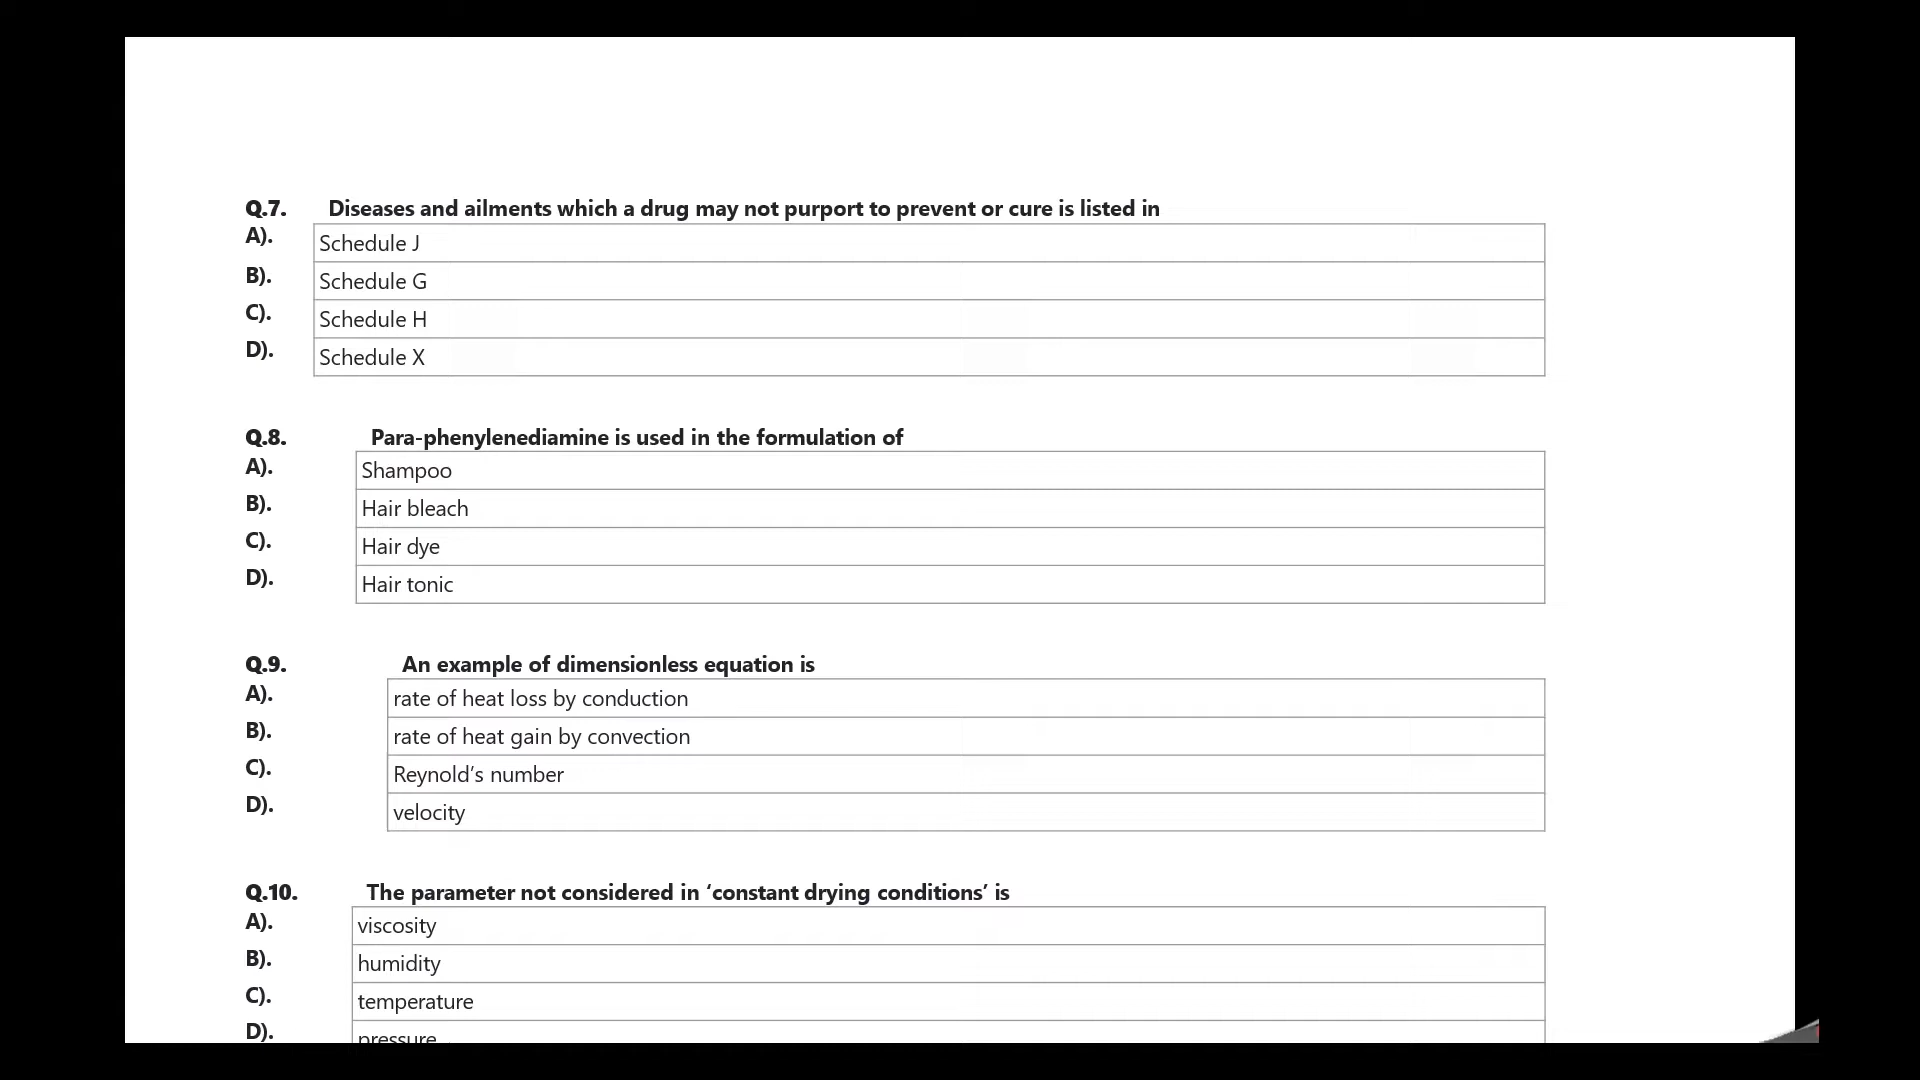 Q.7. Diseases and ailments which a drug may not purport to prevent or cure is listed in
A). Schedule J
B). Schedule G
C). Schedule H
D). Schedule X
Q.8. Para-phenylenediamine is used in the formulation of
A). Shampoo
B). Hair bleach
C). Hair dye
D). Hair tonic
Q.9. An example of dimensionless equation is
A). rate of heat loss by conduction
B). rate of heat gain by convection
C). Reynold’s number
D). velocity
Q.10. The parameter not considered in ‘constant drying conditions’ is
A). viscosity
B). humidity
C). temperature
D). pressure